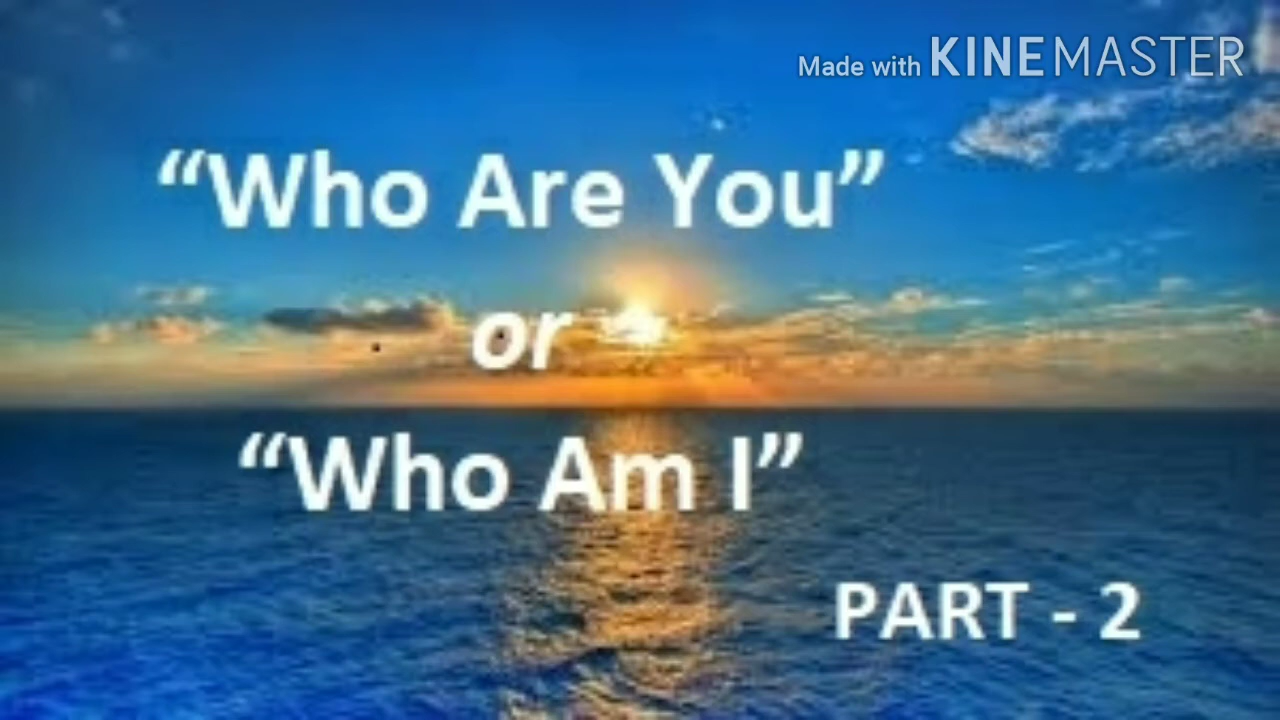 Made with KINEMASTER
“Who Are You”
or
“Who Am I”
PART - 2